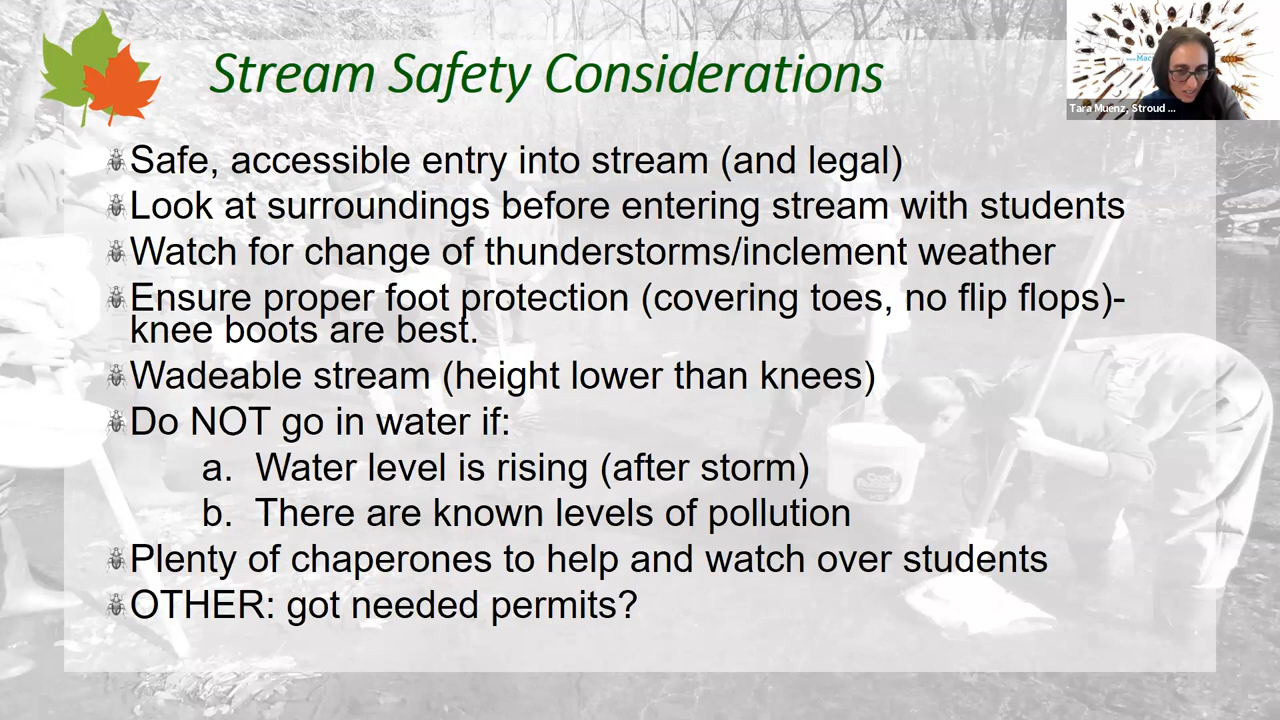 Stream Safety Considerations
Tara Muenz, Stroud ...
Safe, accessible entry into stream (and legal)
Look at surroundings before entering stream with students
Watch for change of thunderstorms/inclement weather
Ensure proper foot protection (covering toes, no flip flops)-
knee boots are best.
Wadeable stream (height lower than knees)
Do NOT go in water if:
a. Water level is rising (after storm)
b. There are known levels of pollution
Plenty of chaperones to help and watch over students
OTHER: got needed permits?